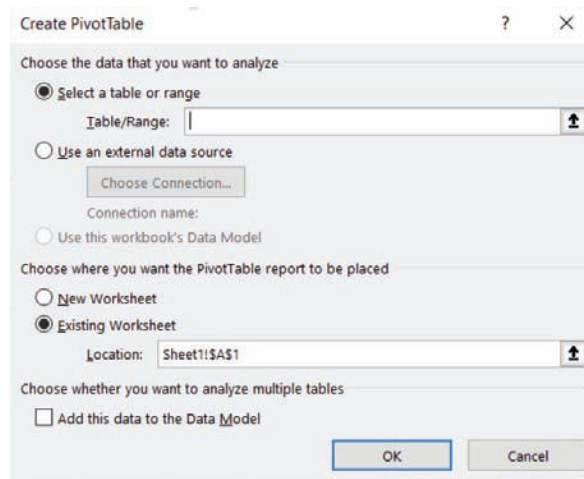 Create PivotTable ? ×
Choose the data that you want to analyze
Select a table or range
Table/Range:
Use an external data source
Choose Connection...
Connection name:
Use this workbook's Data Model
Choose where you want the PivotTable report to be placed
New Worksheet
Existing Worksheet
Location: Sheet1!$A$1
Choose whether you want to analyze multiple tables
Add this data to the Data Model
OK Cancel